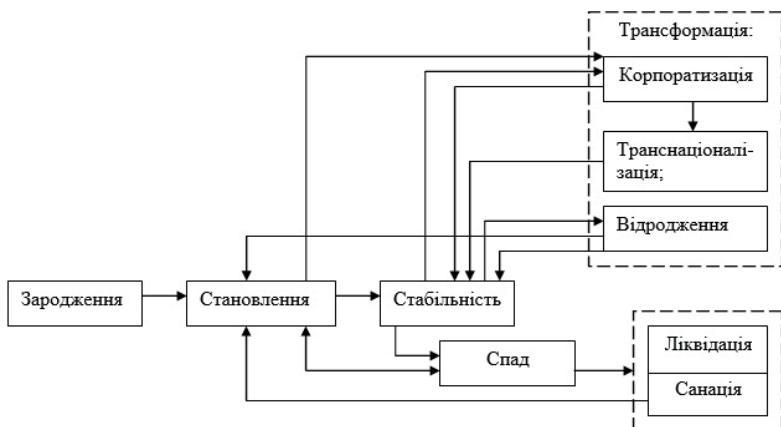 Трансформація:
Корпоратизація
Транснаціоналі-
зація;
Відродження
Зародження
Становлення
Стабільність
Спад
Ліквідація
Санація